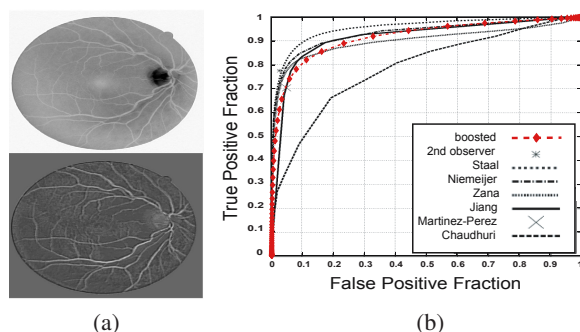 1
0.9
0.8
0.7
0.6
0.5
0.4
0.3
0.2
0.1
0
True Positive Fraction
boosted
2nd observer
Staal
Niemeijer
Zana
Jiang
Martinez-Perez
Chaudhuri
0 0.1 0.2 0.3 0.4 0.5 0.6 0.7 0.8 0.9 1
False Positive Fraction
(a)
(b)